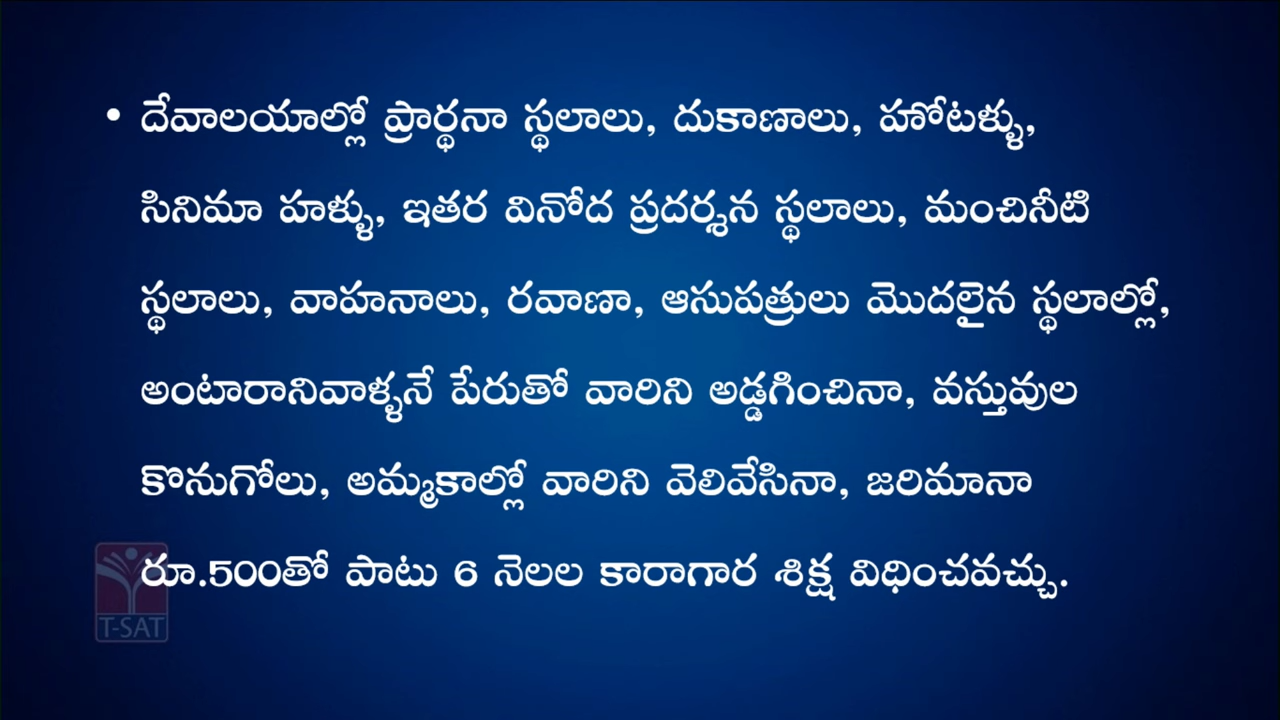 • దేవాలయాల్లో ప్రార్థనా స్థలాలు, దుకాణాలు, హోటళ్ళు,
సినిమా హళ్ళు, ఇతర వినోద ప్రదర్శన స్థలాలు, మంచినీటి
స్థలాలు, వాహనాలు, రవాణా, ఆసుపత్రులు మొదలైన స్థలాల్లో,
అంటారానివాళ్ళనే పేరుతో వారిని అడ్డగించినా, వస్తువుల
కొనుగోలు, అమ్మకాల్లో వారిని వెలివేసినా, జరిమానా
రూ.500తో పాటు 6 నెలల కారాగార శిక్ష విధించవచ్చు.
T-SAT